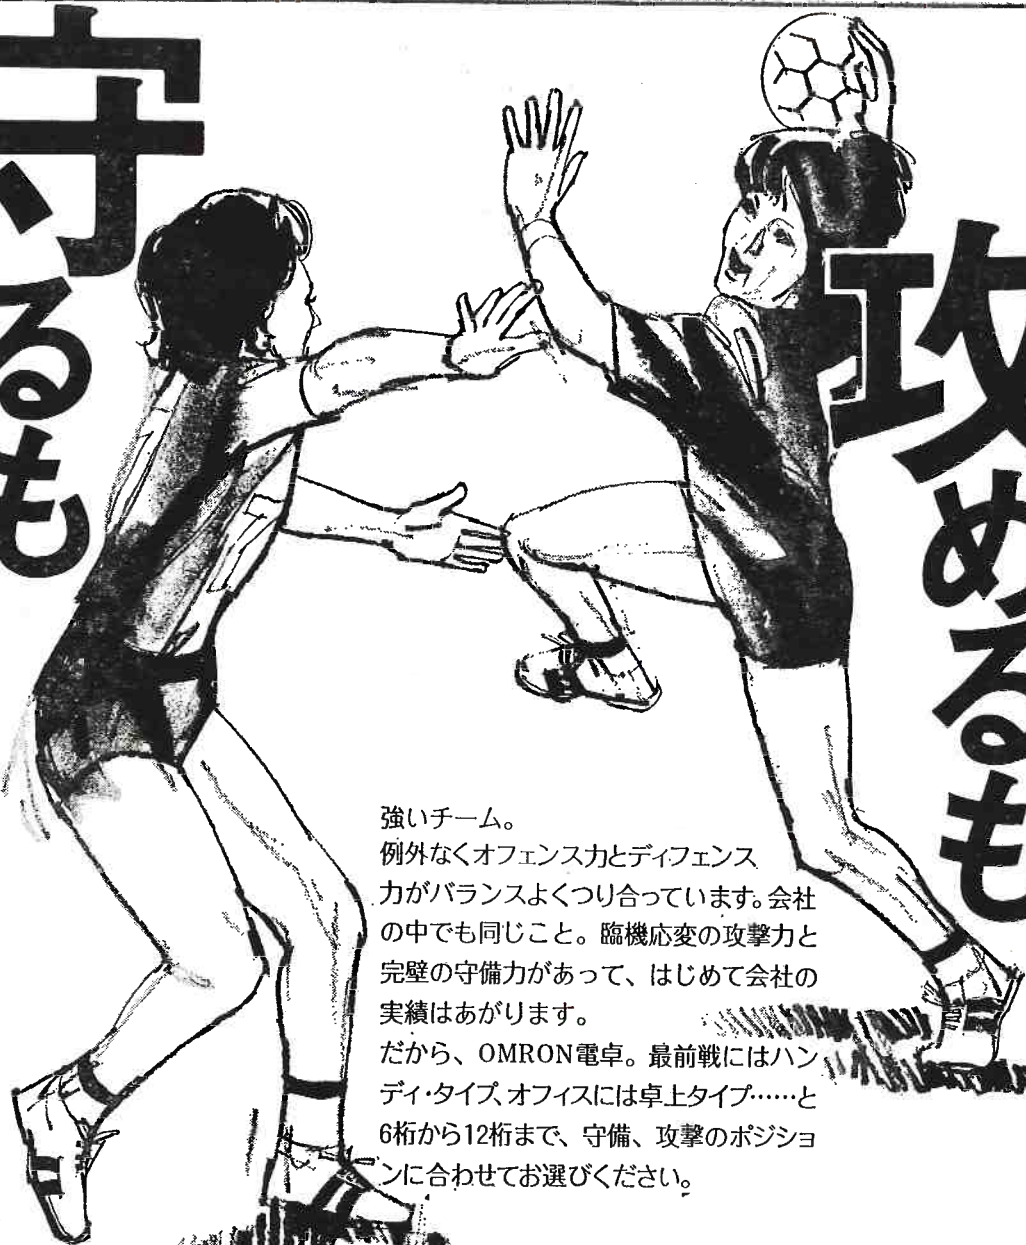 攻めるも
守るも
強いチーム。
例外なくオフェンス力とディフェンス
力がバランスよくつり合っています。会社
の中でも同じこと。臨機応変の攻撃力と
完壁の守備力があって、はじめて会社の
実績はあがります。
だから、OMRON電卓。最前戦にはハン
ディ・タイプ、オフィスには卓上タイプ……と
6桁から12桁まで、守備、攻撃のポジショ
ンに合わせてお選びください。